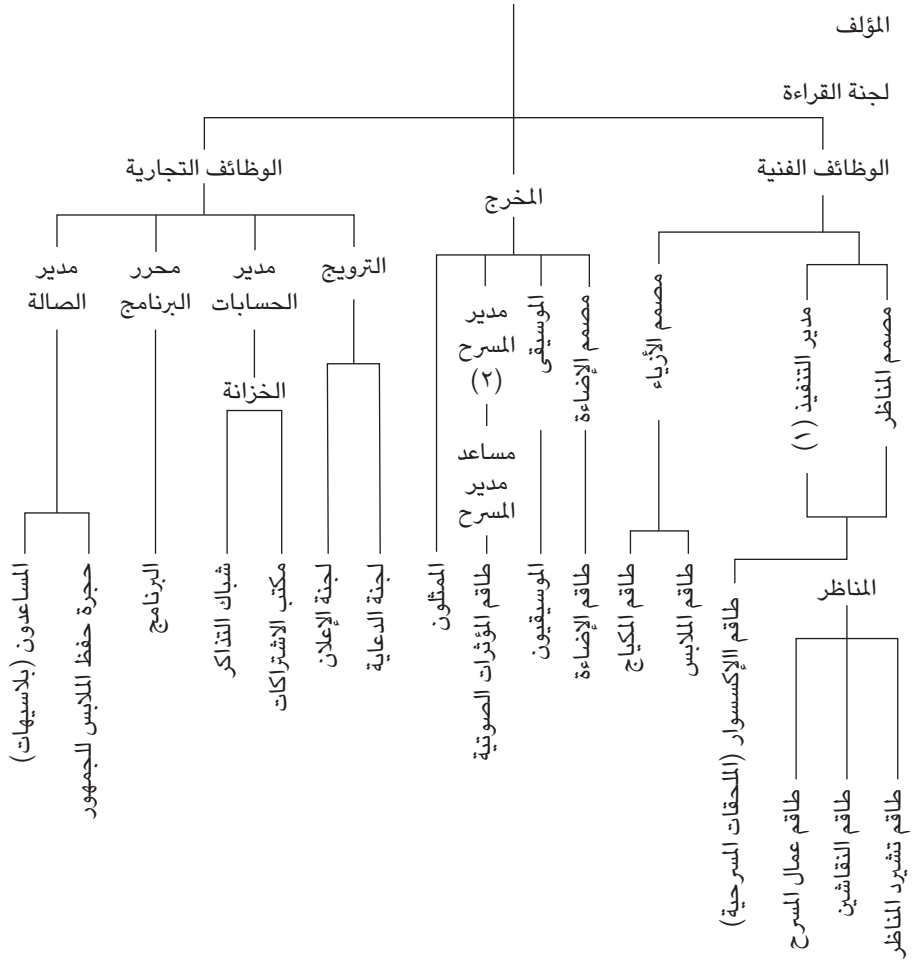 المؤلف
لجنة القراءة
الوظائف الفنية
المخرج
الوظائف التجارية
مصمم المناظر
مدير التنفيذ (١)
مصمم الأزياء
مصمم الإضاءة
الموسيقى
مدير
المسرح
(٢)
مساعد
مدير
المسرح
الترويج
مدير
الحسابات
الخزانة
محرر
البرنامج
مدير
الصالة
المناظر
طاقم تشيرد المناظر
طاقم النقاشين
طاقم عمال المسرح
طاقم الإكسسوار (الملحقات المسرحية)
طاقم الملابس
طاقم المكياج
طاقم الإضاءة
الموسيقيون
طاقم المؤثرات الصوتية
الممثلون
لجنة الدعاية
لجنة الإعلان
مكتب الاشتراكات
شباك التذاكر
البرنامج
حجرة حفظ الملابس للجمهور
المساعدون (بلاسيهات)